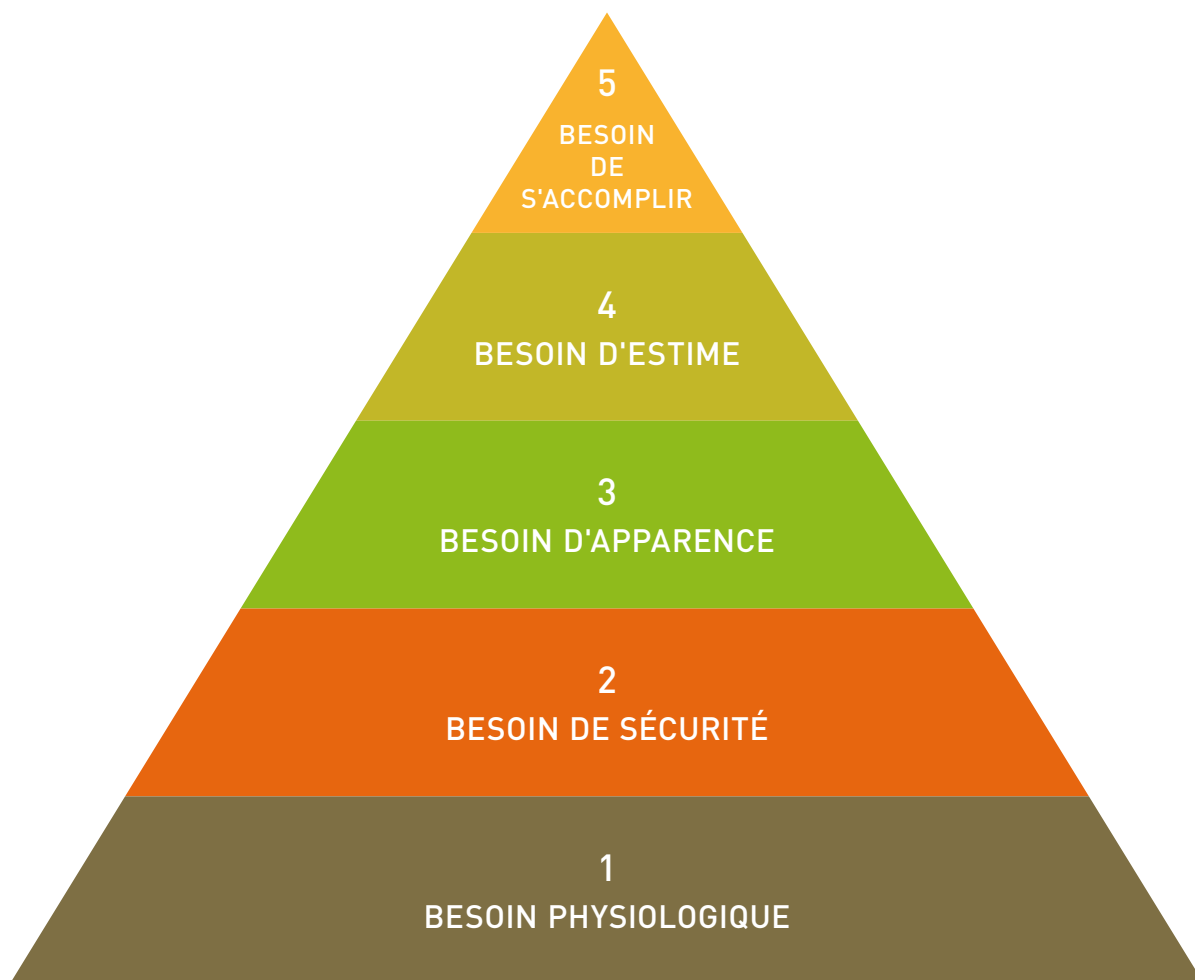 5
BESOIN
DE
S'ACCOMPLIR
4
BESOIN D'ESTIME
3
BESOIN D'APPARENCE
2
BESOIN DE SÉCURITÉ
1
BESOIN PHYSIOLOGIQUE